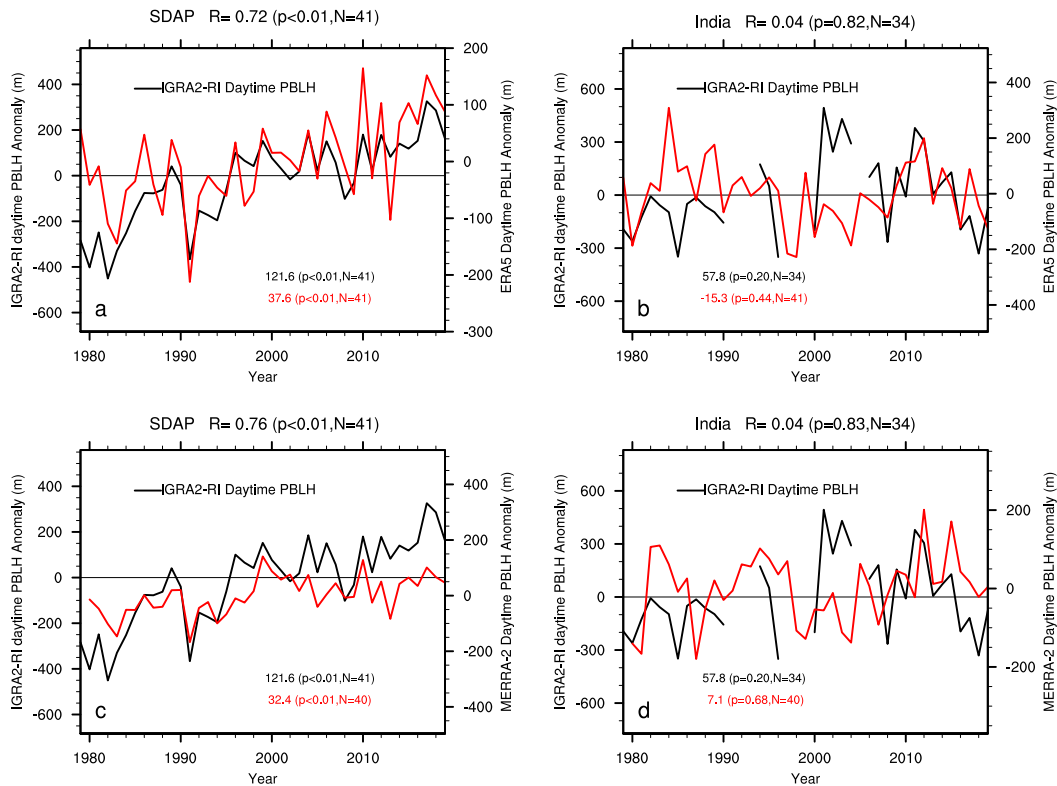 SDAP R= 0.72 (p<0.01,N=41)
IGRA2-RI daytime PBLH Anomaly (m)
400
200
0
-200
-400
-600
IGRA2-RI Daytime PBLH
121.6 (p<0.01,N=41)
37.6 (p<0.01,N=41)
a
200
100
0
-100
-200
-300
ERA5 Daytime PBLH Anomaly (m)
1980 1990 2000 2010
Year
India R= 0.04 (p=0.82,N=34)
IGRA2-RI daytime PBLH Anomaly (m)
600
300
0
-300
-600
IGRA2-RI Daytime PBLH
57.8 (p=0.20,N=34)
-15.3 (p=0.44,N=41)
b
400
200
0
-200
-400
ERA5 Daytime PBLH Anomaly (m)
1980 1990 2000 2010
Year
SDAP R= 0.76 (p<0.01,N=41)
IGRA2-RI daytime PBLH Anomaly (m)
400
200
0
-200
-400
-600
IGRA2-RI Daytime PBLH
121.6 (p<0.01,N=41)
32.4 (p<0.01,N=40)
c
400
200
0
-200
-400
MERRA-2 Daytime PBLH Anomaly (m)
1980 1990 2000 2010
Year
India R= 0.04 (p=0.83,N=34)
IGRA2-RI daytime PBLH Anomaly (m)
600
300
0
-300
-600
IGRA2-RI Daytime PBLH
57.8 (p=0.20,N=34)
7.1 (p=0.68,N=40)
d
200
0
-200
MERRA-2 Daytime PBLH Anomaly (m)
1980 1990 2000 2010
Year